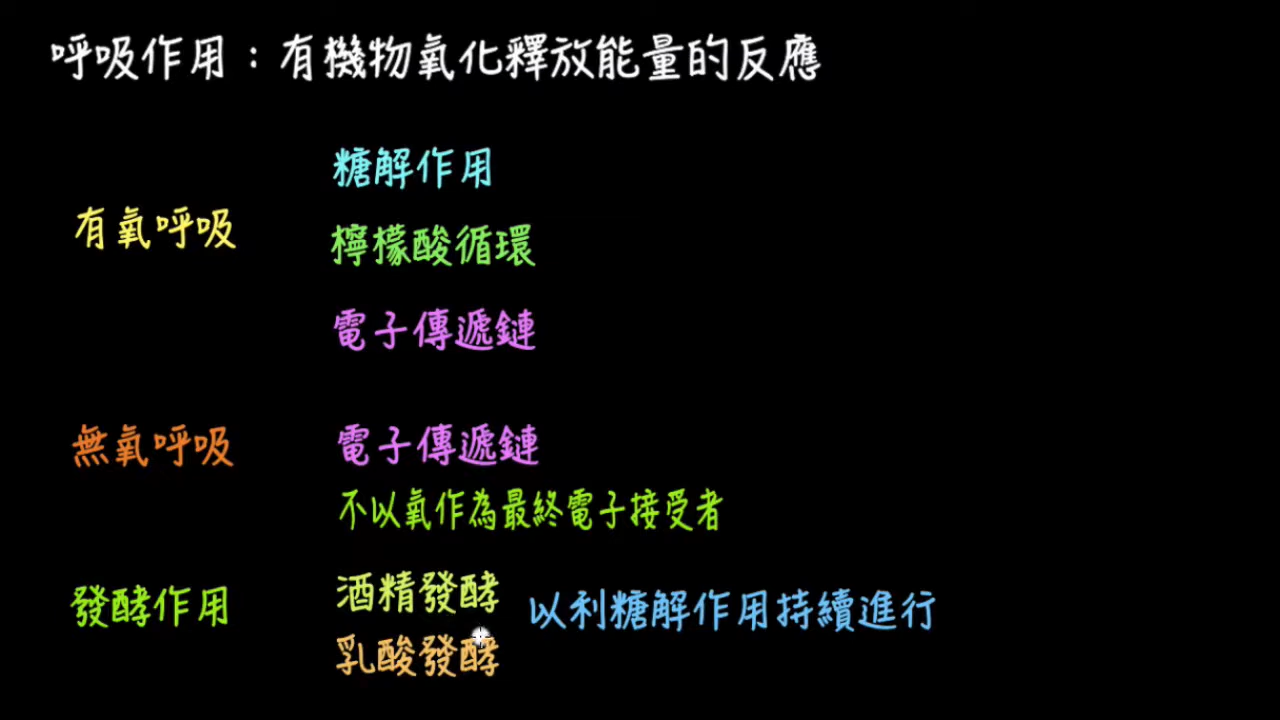 呼吸作用：有機物氧化釋放能量的反應
糖解作用
有氧呼吸
檸檬酸循環
電子傳遞鏈
無氧呼吸
電子傳遞鏈
不以氧作為最終電子接受者
發酵作用
酒精發酵
以利糖解作用持續進行
乳酸發酵